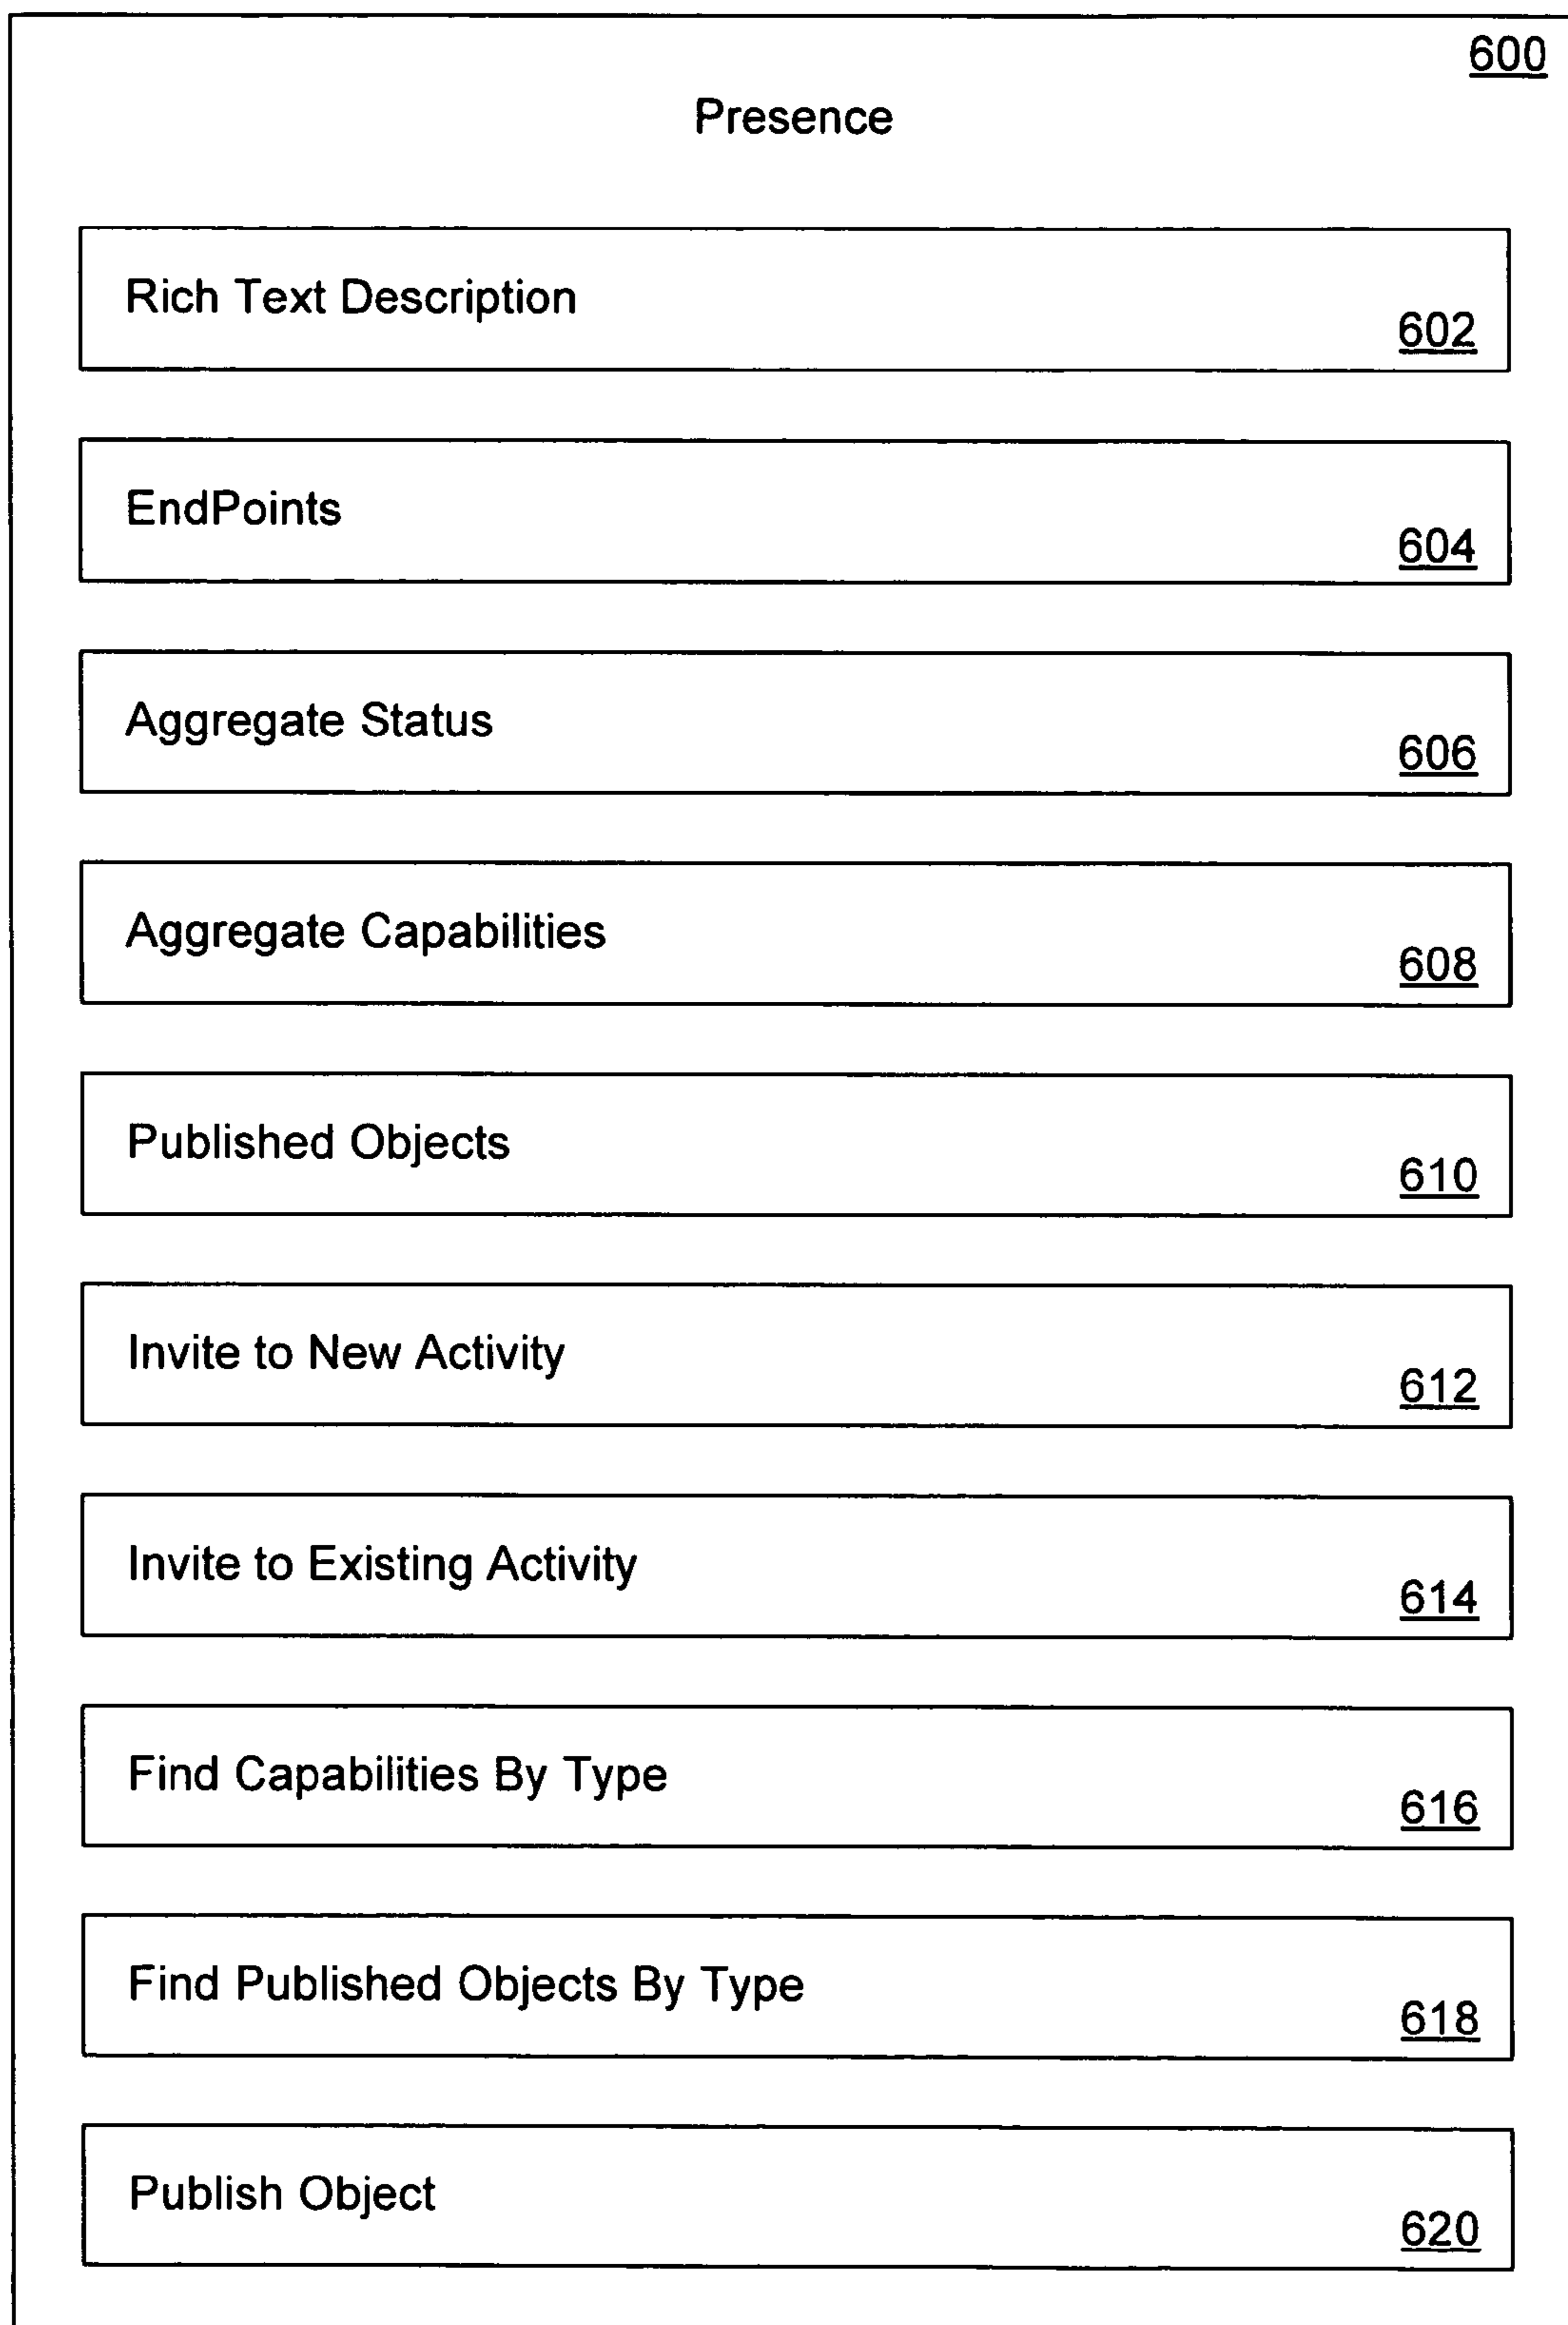 600
Presence
Rich Text Description
602
EndPoints
604
Aggregate Status
606
Aggregate Capabilities
608
Published Objects
610
Invite to New Activity
612
Invite to Existing Activity
614
Find Capabilities By Type
616
Find Published Objects By Type
618
Publish Object
620